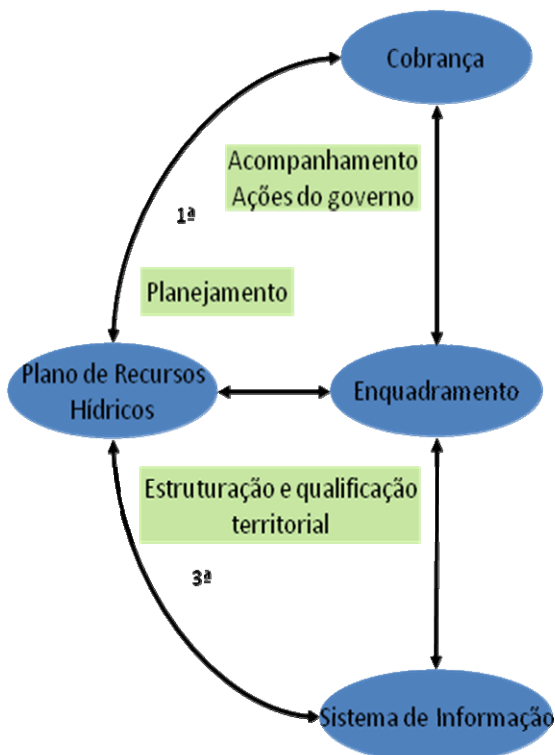 Cobrança
Acompanhamento
Ações do governo
1ª
Planejamento
Plano de Recursos
Hídricos
Enquadramento
Estruturação e qualificação
territorial
3ª
Sistema de Informação